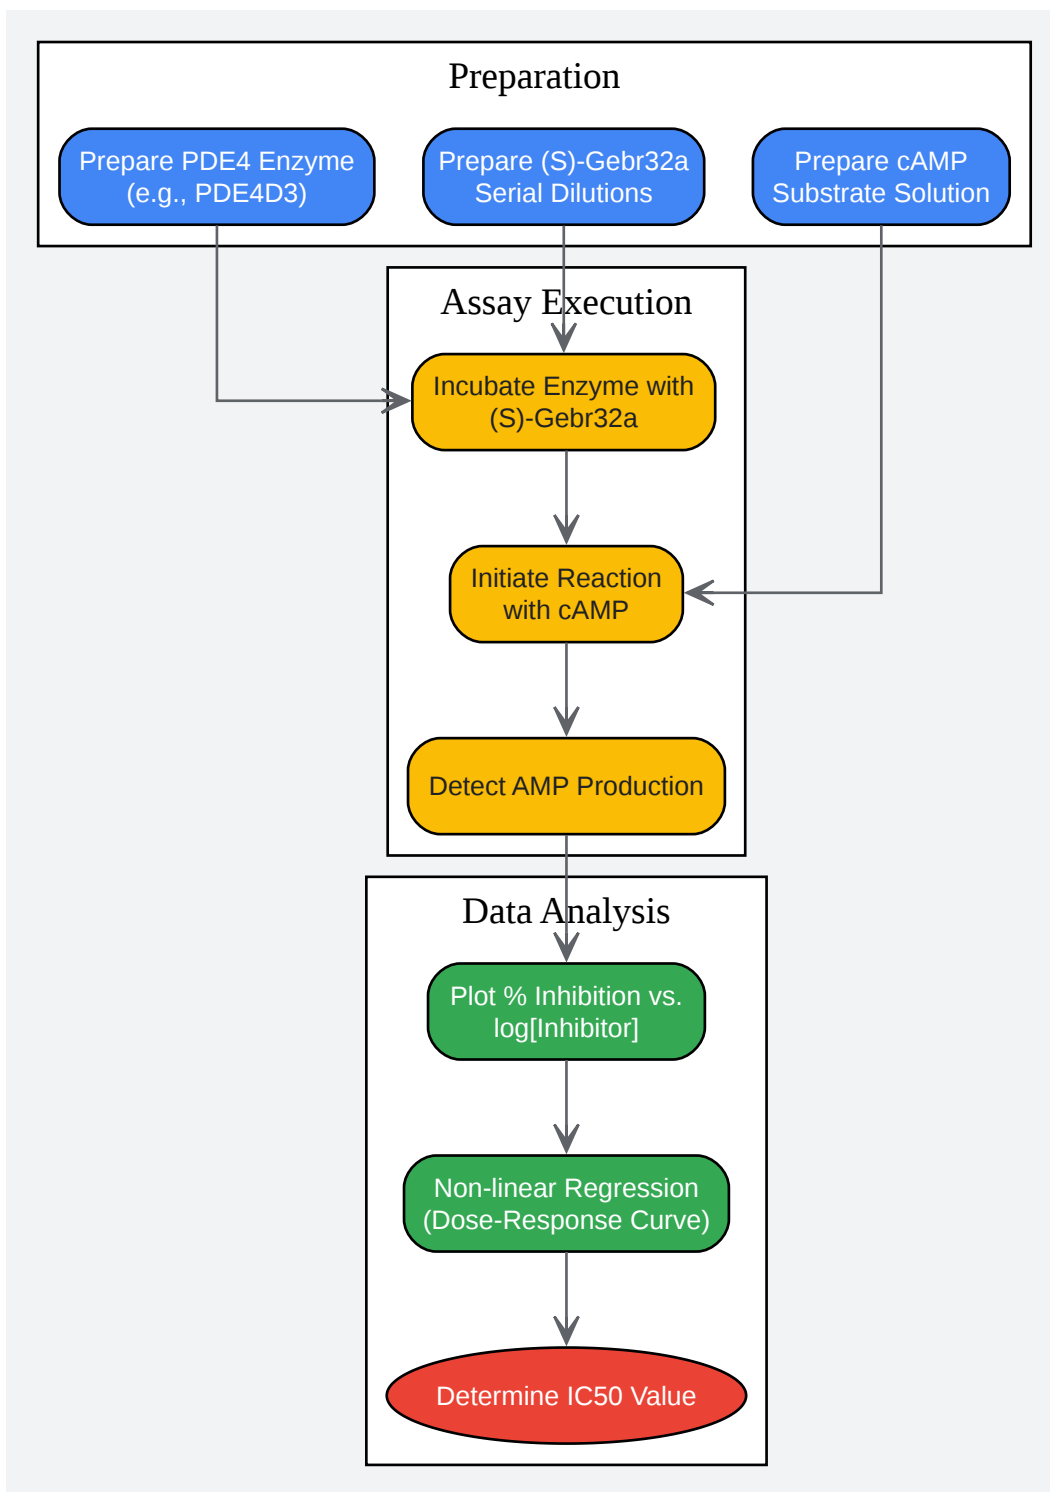 Preparation
Prepare PDE4 Enzyme
(e.g., PDE4D3)
Prepare (S)-Gebr32a
Serial Dilutions
Prepare cAMP
Substrate Solution
Assay Execution
Incubate Enzyme with
(S)-Gebr32a
Initiate Reaction
with cAMP
Detect AMP Production
Data Analysis
Plot % Inhibition vs.
log[Inhibitor]
Non-linear Regression
(Dose-Response Curve)
Determine IC50 Value